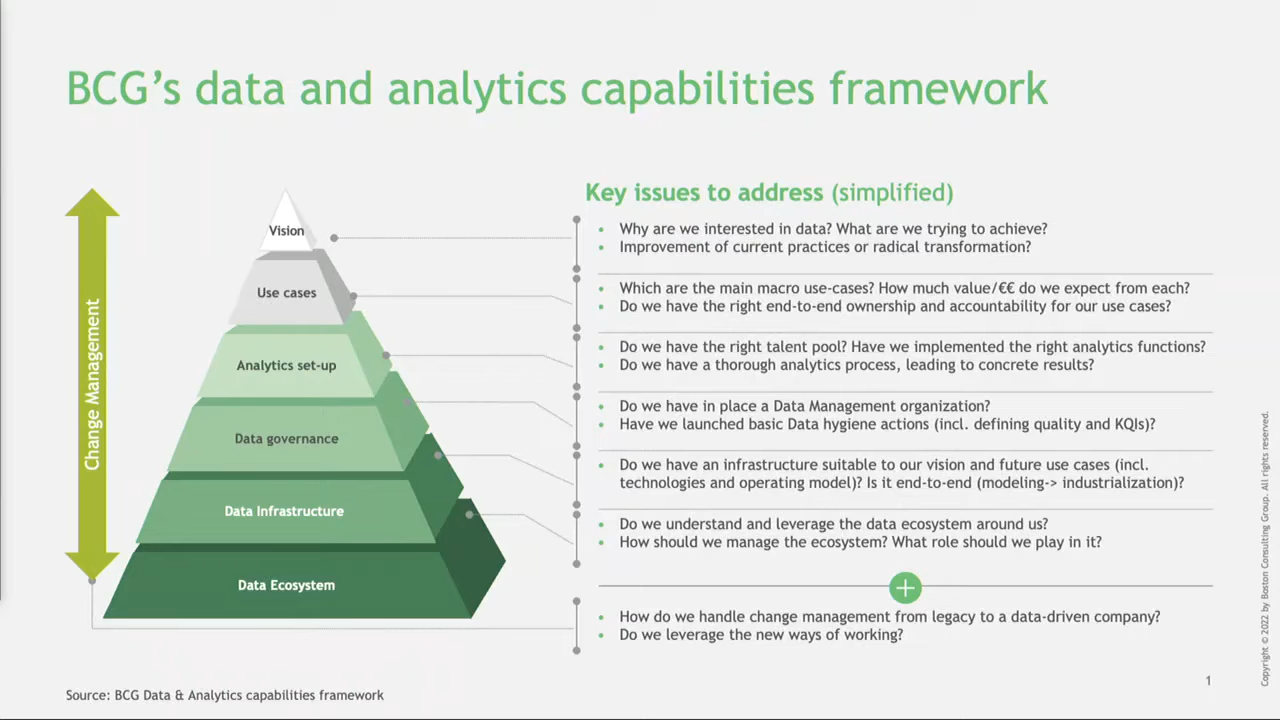 BCG’s data and analytics capabilities framework
Key issues to address (simplified)
Change Management
Vision
Use cases
Analytics set-up
Data governance
Data Infrastructure
Data Ecosystem
• Why are we interested in data? What are we trying to achieve?
• Improvement of current practices or radical transformation?
• Which are the main macro use-cases? How much value/€€ do we expect from each?
• Do we have the right end-to-end ownership and accountability for our use cases?
• Do we have the right talent pool? Have we implemented the right analytics functions?
• Do we have a thorough analytics process, leading to concrete results?
• Do we have in place a Data Management organization?
• Have we launched basic Data hygiene actions (incl. defining quality and KQIs)?
• Do we have an infrastructure suitable to our vision and future use cases (incl.
technologies and operating model)? Is it end-to-end (modeling-> industrialization)?
• Do we understand and leverage the data ecosystem around us?
• How should we manage the ecosystem? What role should we play in it?
+
• How do we handle change management from legacy to a data-driven company?
• Do we leverage the new ways of working?
Source: BCG Data & Analytics capabilities framework
1
Copyright © 2022 by Boston Consulting Group. All rights reserved.